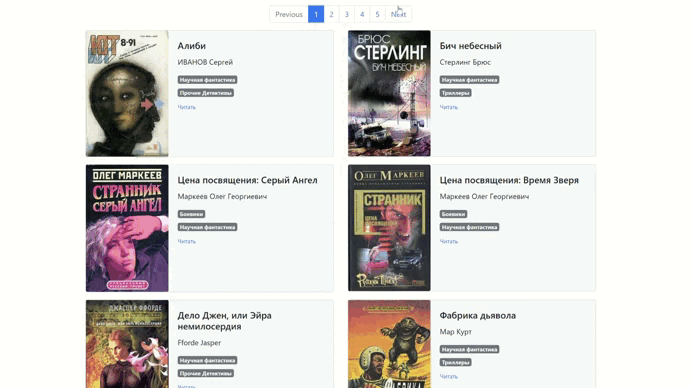 Previous 1 2 3 4 5 Next
8-91
Алиби
ИВАНОВ Сергей
Научная фантастика
Прочие Детективы
Читать
БРЮС
СТЕРЛИНГ
БИЧ НЕБЕСНЫЙ
Бич небесный
Стерлинг Брюс
Научная фантастика
Триллеры
Читать
ОЛЕГ МАРКЕЕВ
СТРАННИК
СЕРЫЙ АНГЕЛ
Цена посвящения: Серый Ангел
Маркеев Олег Георгиевич
Боевики
Научная фантастика
Читать
ОЛЕГ МАРКЕЕВ
СТРАННИК
ЦЕНА
ПОСВЯЩЕНИЯ
Цена посвящения: Время Зверя
Маркеев Олег Георгиевич
Боевики
Научная фантастика
Читать
ДЖАСПЕР ФФОРДЕ
Дело Джен, или Эйра
немилосердия
Fforde Jasper
Научная фантастика
Прочие Детективы
Читать
Фабрика дьявола
Мар Курт
Научная фантастика
Триллеры
Читать